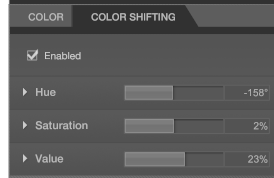 COLOR COLOR SHIFTING
Enabled
Hue -158°
Saturation 2%
Value 23%